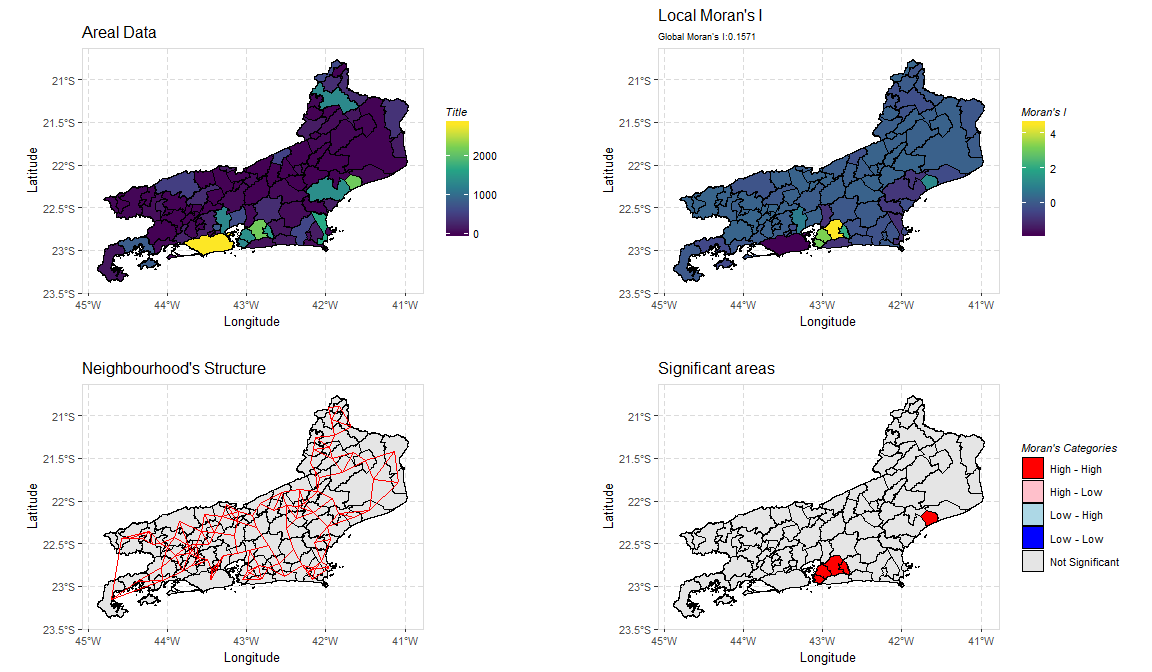 Areal Data
21°S
21.5°S
22°S
22.5°S
23°S
23.5°S
45°W
44°W
43°W
42°W
41°W
Longitude
Latitude
Title
2000
1000
0
Local Moran's I
Global Moran's I:0.1571
21°S
21.5°S
22°S
22.5°S
23°S
23.5°S
45°W
44°W
43°W
42°W
41°W
Longitude
Latitude
Moran's I
4
2
0
Neighbourhood's Structure
21°S
21.5°S
22°S
22.5°S
23°S
23.5°S
45°W
44°W
43°W
42°W
41°W
Longitude
Latitude
Significant areas
21°S
21.5°S
22°S
22.5°S
23°S
23.5°S
45°W
44°W
43°W
42°W
41°W
Longitude
Latitude
Moran's Categories
High - High
High - Low
Low - High
Low - Low
Not Significant